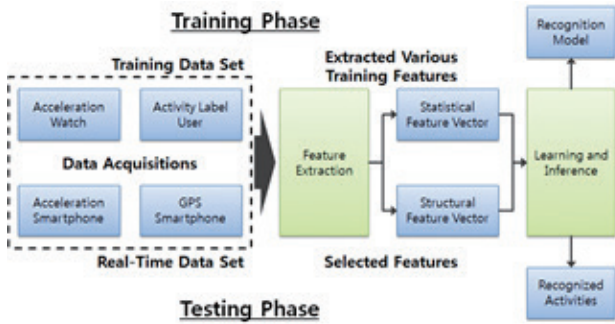 Training Phase
Recognition
Model
Training Data Set
Extracted Various
Training Features
Acceleration
Watch
Activity Label
User
Statistical
Feature Vector
Data Acquisitions
Feature
Extraction
Learning and
Inference
Acceleration
Smartphone
GPS
Smartphone
Structural
Feature Vector
Real-Time Data Set
Selected Features
Recognized
Activities
Testing Phase